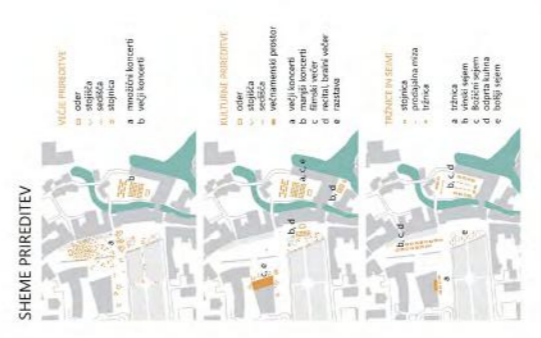 SHEME PRIREDITEV
VEČJE PRIREDITVE
oder
stojišča
sedišča
stojnica
a množični koncerti
b večji koncerti
a
b
KULTURNE PRIREDITVE
oder
stojišča
sedišča
večnamenski prostor
a večji koncerti
b manjši koncerti
c filmski večer
d recital, bralni večer
e razstava
c, e
b, d
a, c, e
b, d
TRŽNICE IN SEJMI
stojnica
prodajalna miza
tržnica
a tržnica
b vinski sejem
c Božični sejem
d odprta kuhna
e bolšji sejem
b, c, d
a
e
b, c, d